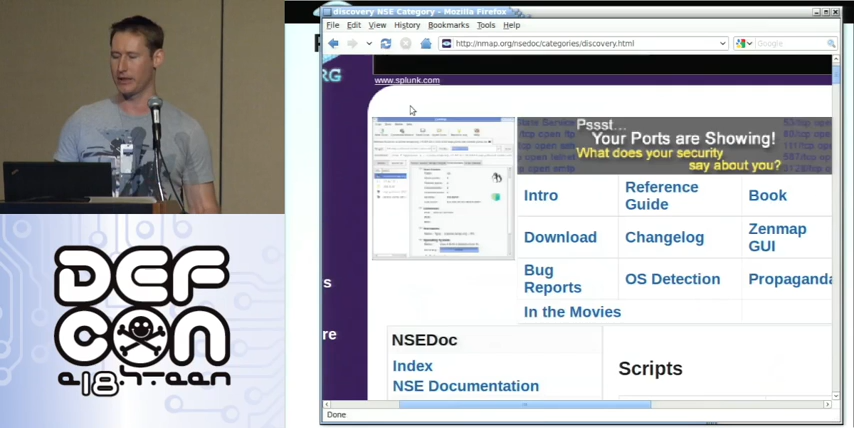 discovery NSE Category - Mozilla Firefox
File Edit View History Bookmarks Tools Help
http://nmap.org/nsedoc/categories/discovery.html
Google
RG
www.splunk.com
Pssst...
Your Ports are Showing!
What does your security
say about you?
Intro
Reference
Guide
Book
Download
Changelog
Zenmap
GUI
Bug
Reports
OS Detection
Propaganda
In the Movies
s
re
NSEDoc
Index
NSE Documentation
Scripts
Done
DEF
CON
e18hteen